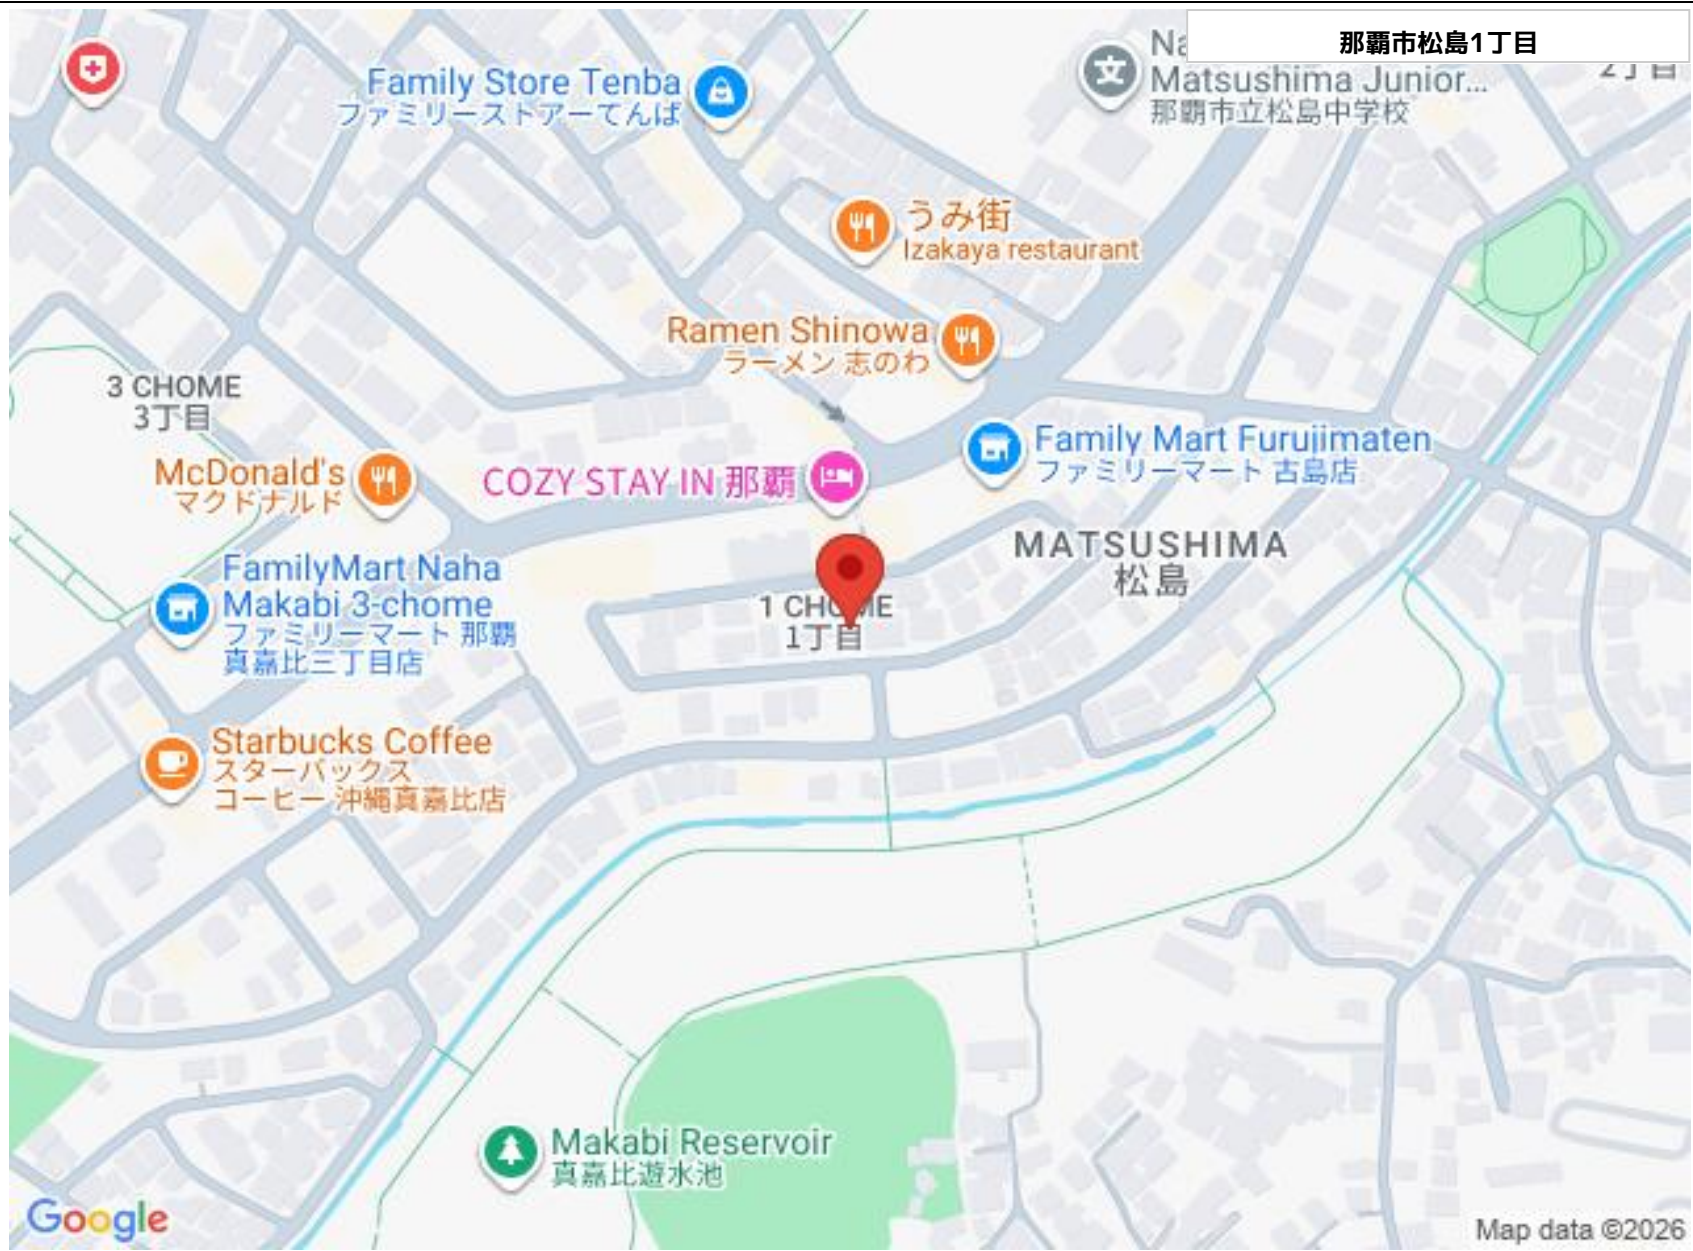 那覇市松島1丁目
Family Store Tenba
ファミリーストアーてんば
Matsushima Junior...
那覇市立松島中学校
うみ街
Izakaya restaurant
Ramen Shinowa
ラーメン 志のわ
3 CHOME
3丁目
McDonald's
マクドナルド
COZY STAY IN 那覇
Family Mart Furujimaten
ファミリーマート 古島店
MATSUSHIMA
松島
FamilyMart Naha
Makabi 3-chome
ファミリーマート 那覇
真嘉比三丁目店
1 CHOME
1丁目
Starbucks Coffee
スターバックス
コーヒー 沖縄真嘉比店
Makabi Reservoir
真嘉比遊水池
Google
Map data ©2026